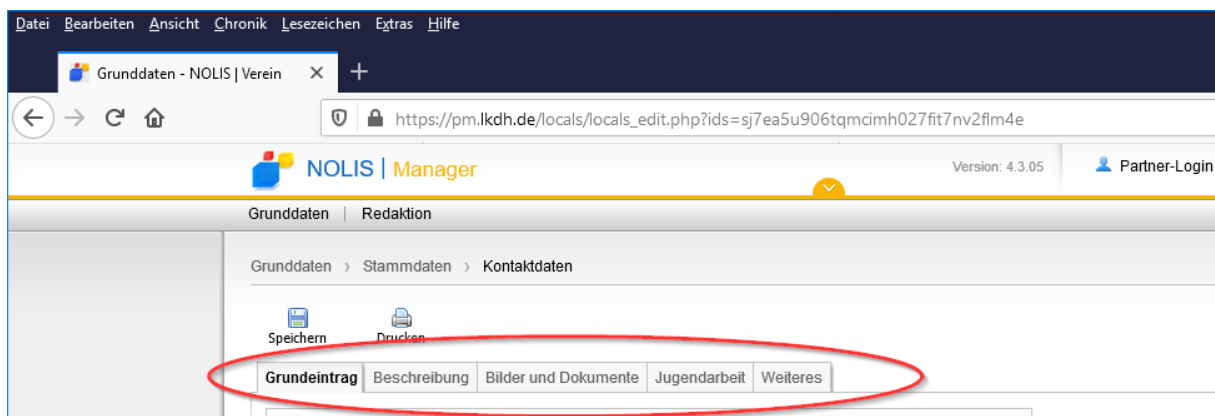 Datei Bearbeiten Ansicht Chronik Lesezeichen Extras Hilfe
Grunddaten - NOLIS | Verein
https://pm.lkdh.de/locals/locals_edit.php?ids=sj7ea5u906tqmcimh027fit7nv2flm4e
NOLIS | Manager Version: 4.3.05 Partner-Login
Grunddaten | Redaktion
Grunddaten › Stammdaten › Kontaktdaten
Speichern Drucken
Grundeintrag Beschreibung Bilder und Dokumente Jugendarbeit Weiteres